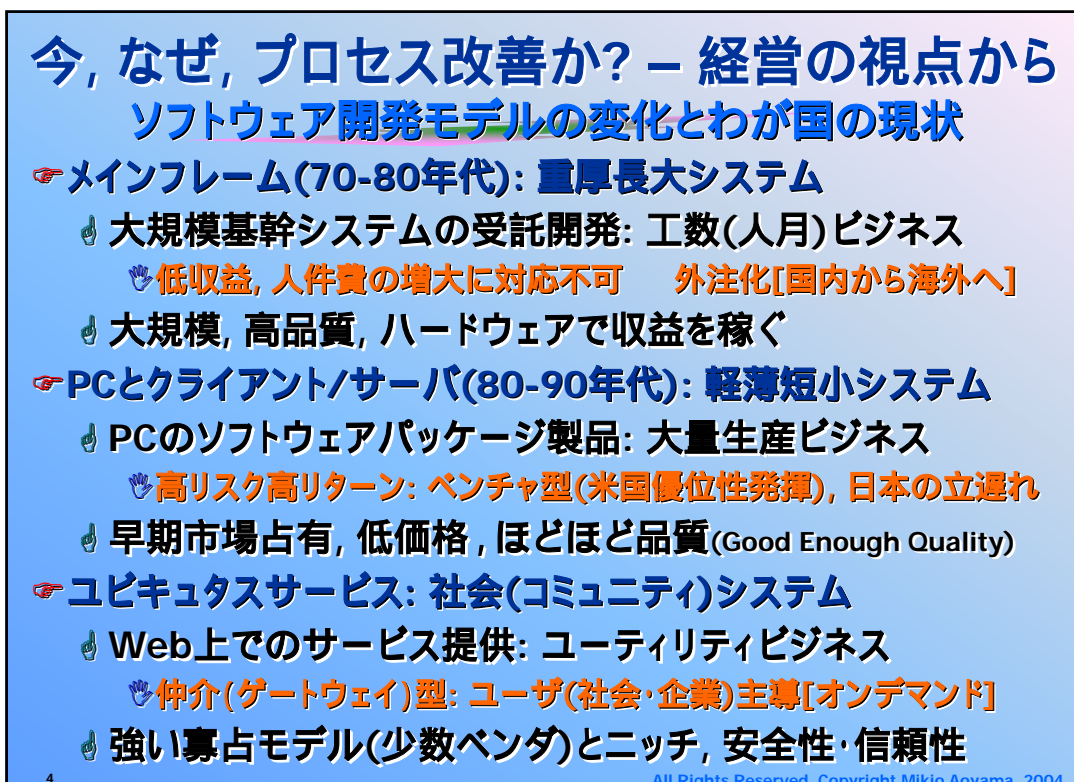 今, なぜ, プロセス改善か? – 経営の視点から
ソフトウェア開発モデルの変化とわが国の現状
メインフレーム(70-80年代): 重厚長大システム
大規模基幹システムの受託開発: 工数(人月)ビジネス
低収益, 人件費の増大に対応不可 外注化[国内から海外へ]
大規模, 高品質, ハードウェアで収益を稼ぐ
PCとクライアント/サーバ(80-90年代): 軽薄短小システム
PCのソフトウェアパッケージ製品: 大量生産ビジネス
高リスク高リターン: ベンチャ型(米国優位性発揮), 日本の立遅れ
早期市場占有, 低価格 , ほどほど品質(Good Enough Quality)
ユビキュタスサービス: 社会(コミュニティ)システム
Web上でのサービス提供: ユーティリティビジネス
仲介(ゲートウェイ)型: ユーザ(社会・企業)主導[オンデマンド]
強い寡占モデル(少数ベンダ)とニッチ, 安全性・信頼性
4
All Rights Reserved, Copyright Mikio Aoyama, 2004